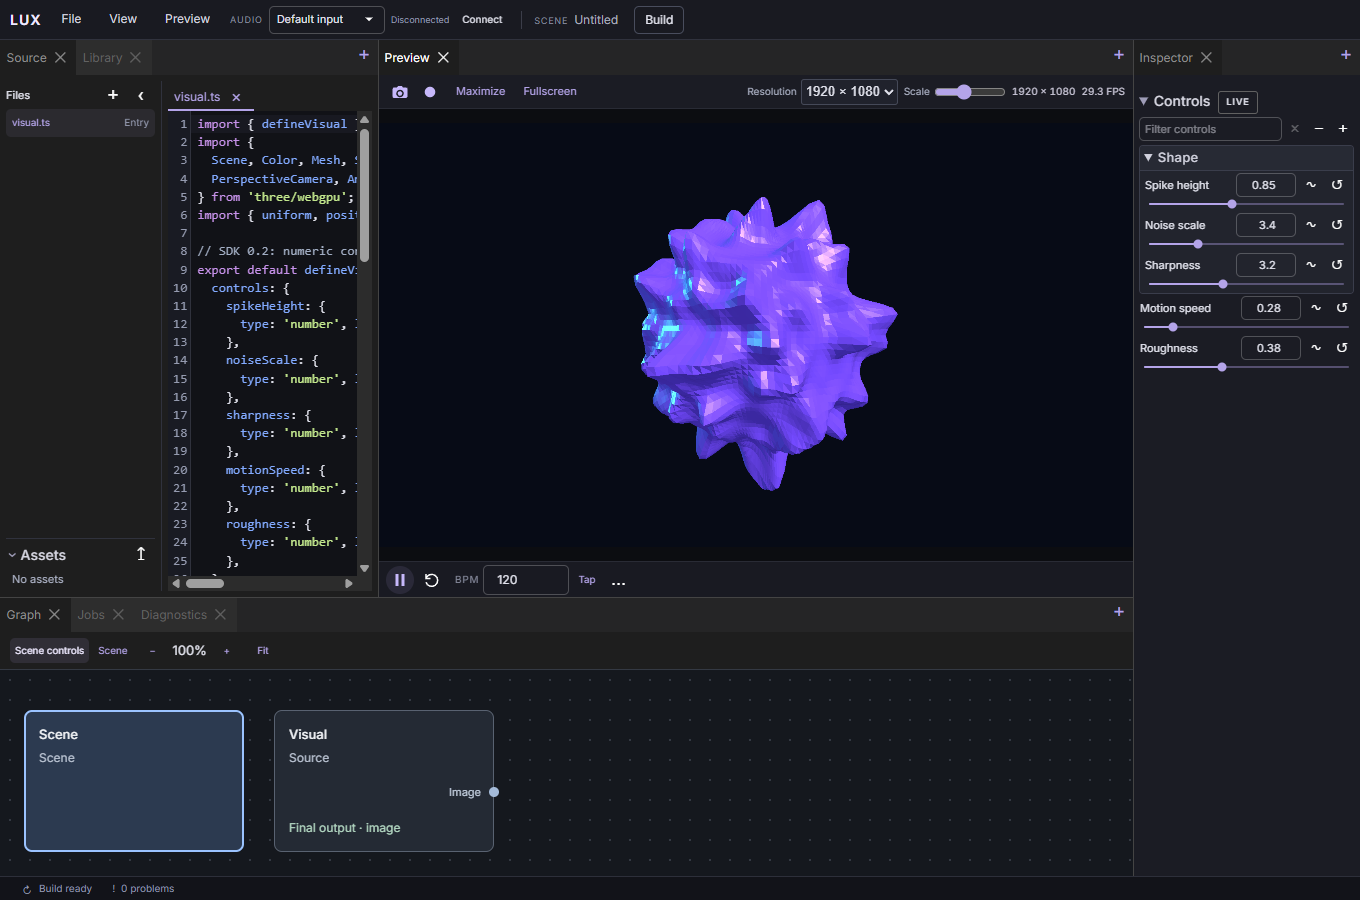 LUX File View Preview AUDIO Default input Disconnected Connect SCENE Untitled Build
Source Library
Files
visual.ts Entry
Assets
No assets
visual.ts
1 import { defineVisual }
2 import {
3 Scene, Color, Mesh,
4 PerspectiveCamera,
5 } from 'three/webgpu';
6 import { uniform,
7
8 // SDK 0.2: numeric
9 export default
10 controls: {
11 spikeHeight: {
12 type: 'number',
13 },
14 noiseScale: {
15 type: 'number',
16 },
17 sharpness: {
18 type: 'number',
19 },
20 motionSpeed: {
21 type: 'number',
22 },
23 roughness: {
24 type: 'number',
25 },
Preview
Maximize Fullscreen Resolution 1920 × 1080 Scale 1920 × 1080 29.3 FPS
BPM 120 Tap ...
Inspector
Controls LIVE
Filter controls
Shape
Spike height 0.85
Noise scale 3.4
Sharpness 3.2
Motion speed 0.28
Roughness 0.38
Graph Jobs Diagnostics
Scene controls Scene − 100% + Fit
Scene
Scene
Visual
Source
Image
Final output · image
Build ready ! 0 problems